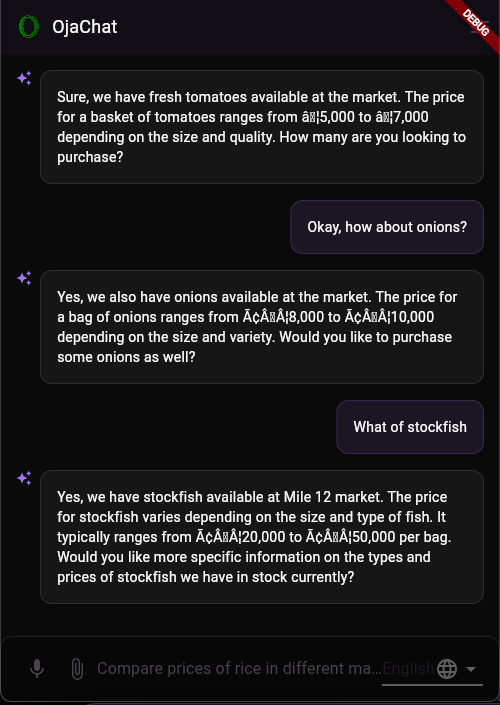 OjaChat
DEBUG
Sure, we have fresh tomatoes available at the market. The price
for a basket of tomatoes ranges from â¦5,000 to â¦7,000
depending on the size and quality. How many are you looking to
purchase?
Okay, how about onions?
Yes, we also have onions available at the market. The price for
a bag of onions ranges from Ã¢ÂÂ¦8,000 to Ã¢ÂÂ¦10,000
depending on the size and variety. Would you like to purchase
some onions as well?
What of stockfish
Yes, we have stockfish available at Mile 12 market. The price
for stockfish varies depending on the size and type of fish. It
typically ranges from Ã¢ÂÂ¦20,000 to Ã¢ÂÂ¦50,000 per bag.
Would you like more specific information on the types and
prices of stockfish we have in stock currently?
Compare prices of rice in different ma... English